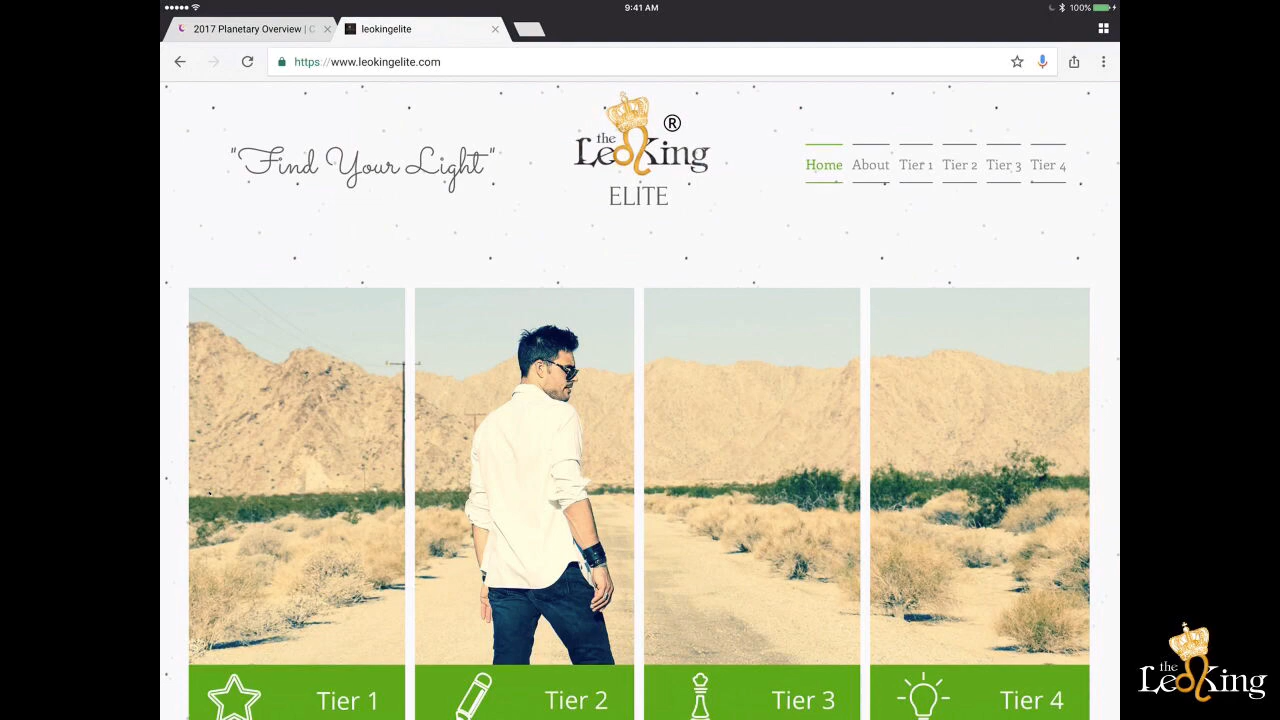 9:41 AM
100%
2017 Planetary Overview | C
leokingelite
https://www.leokingelite.com
"Find Your Light"
the
LeoKing
®
ELITE
Home About Tier 1 Tier 2 Tier 3 Tier 4
Tier 1
Tier 2
Tier 3
Tier 4
the
LeoKing